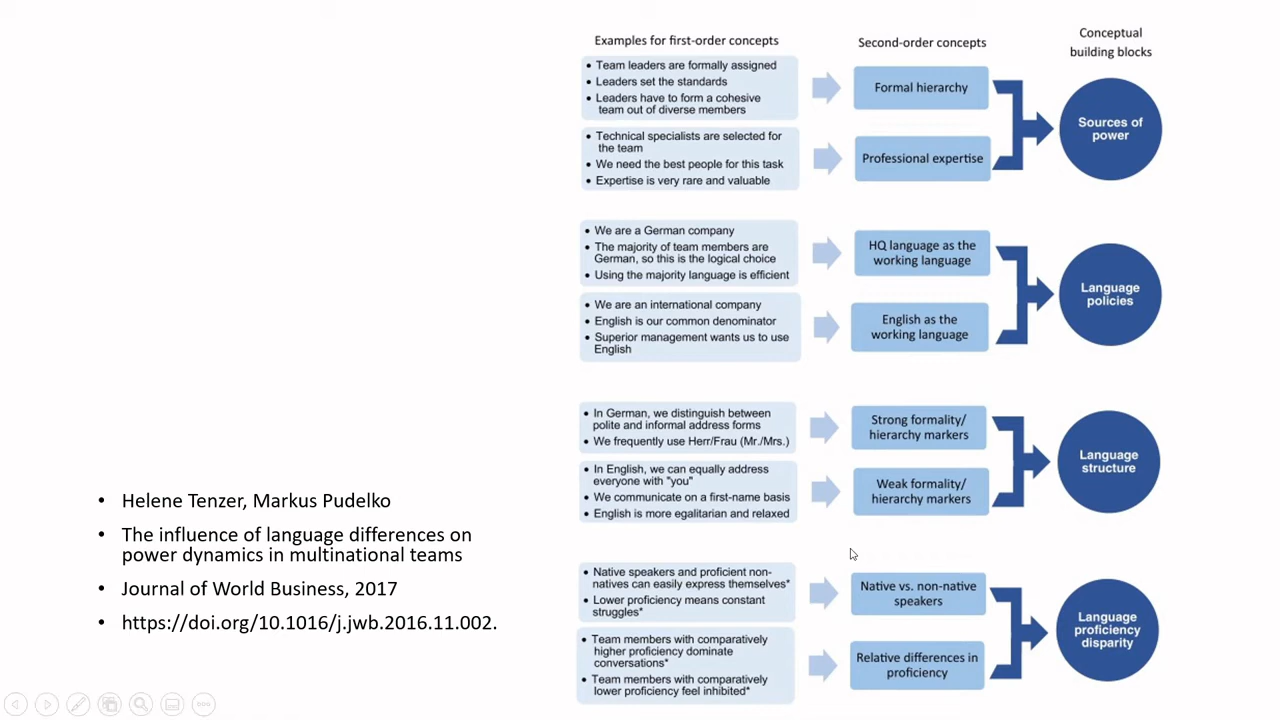 Examples for first-order concepts
Second-order concepts
Conceptual
building blocks
• Team leaders are formally assigned
• Leaders set the standards
• Leaders have to form a cohesive
team out of diverse members
Formal hierarchy
• Technical specialists are selected for
the team
• We need the best people for this task
• Expertise is very rare and valuable
Professional expertise
Sources of
power
• We are a German company
• The majority of team members are
German, so this is the logical choice
• Using the majority language is efficient
HQ language as the
working language
• We are an international company
• English is our common denominator
• Superior management wants us to use
English
English as the
working language
Language
policies
• In German, we distinguish between
polite and informal address forms
• We frequently use Herr/Frau (Mr./Mrs.)
Strong formality/
hierarchy markers
• In English, we can equally address
everyone with "you"
• We communicate on a first-name basis
• English is more egalitarian and relaxed
Weak formality/
hierarchy markers
Language
structure
• Native speakers and proficient non-
natives can easily express themselves*
• Lower proficiency means constant
struggles*
Native vs. non-native
speakers
• Team members with comparatively
higher proficiency dominate
conversations*
• Team members with comparatively
lower proficiency feel inhibited*
Relative differences in
proficiency
Language
proficiency
disparity
• Helene Tenzer, Markus Pudelko
• The influence of language differences on
power dynamics in multinational teams
• Journal of World Business, 2017
• https://doi.org/10.1016/j.jwb.2016.11.002.